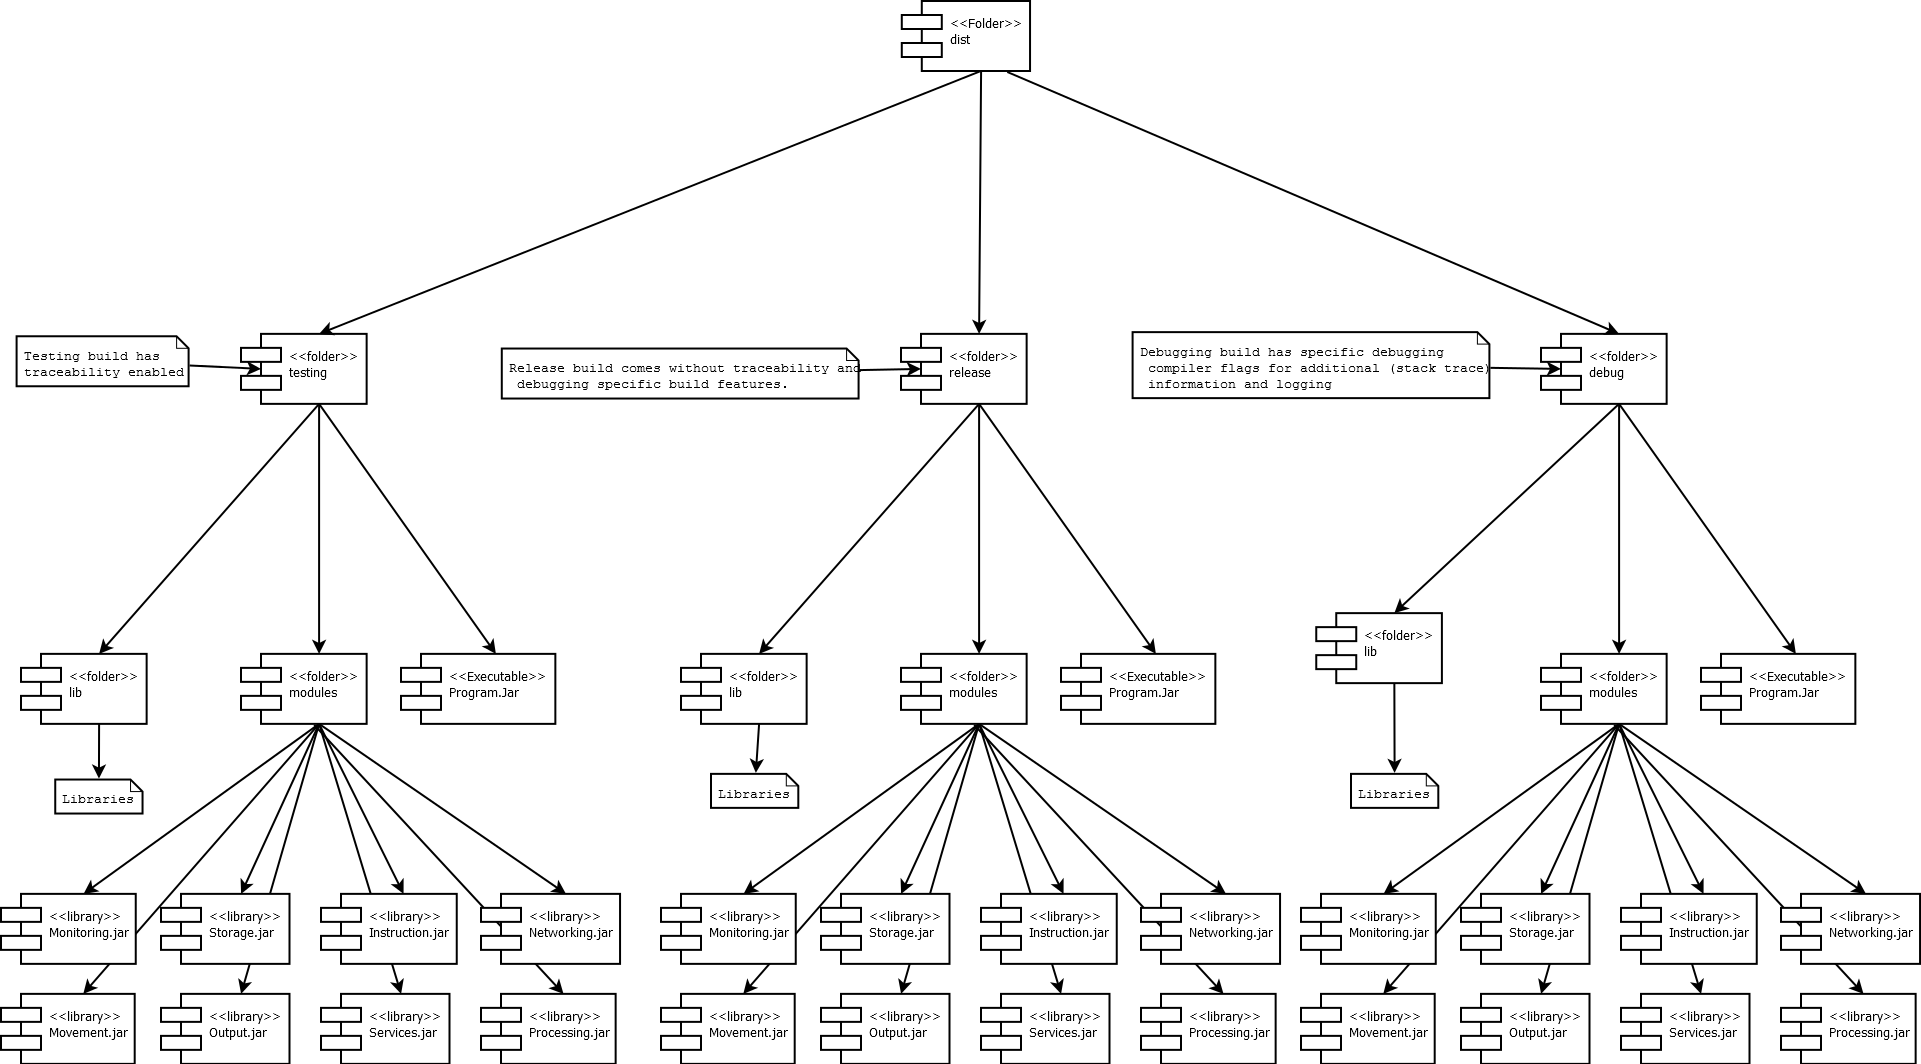 <<Folder>>
dist
Testing build has
traceability enabled
<<folder>>
testing
Release build comes without traceability and
debugging specific build features.
<<folder>>
release
Debugging build has specific debugging
compiler flags for additional (stack trace)
information and logging
<<folder>>
debug
<<folder>>
lib
<<folder>>
modules
<<Executable>>
Program.Jar
<<folder>>
lib
<<folder>>
modules
<<Executable>>
Program.Jar
<<folder>>
lib
<<folder>>
modules
<<Executable>>
Program.Jar
Libraries
Libraries
Libraries
<<library>>
Monitoring.jar
<<library>>
Storage.jar
<<library>>
Instruction.jar
<<library>>
Networking.jar
<<library>>
Monitoring.jar
<<library>>
Storage.jar
<<library>>
Instruction.jar
<<library>>
Networking.jar
<<library>>
Monitoring.jar
<<library>>
Storage.jar
<<library>>
Instruction.jar
<<library>>
Networking.jar
<<library>>
Movement.jar
<<library>>
Output.jar
<<library>>
Services.jar
<<library>>
Processing.jar
<<library>>
Movement.jar
<<library>>
Output.jar
<<library>>
Services.jar
<<library>>
Processing.jar
<<library>>
Movement.jar
<<library>>
Output.jar
<<library>>
Services.jar
<<library>>
Processing.jar